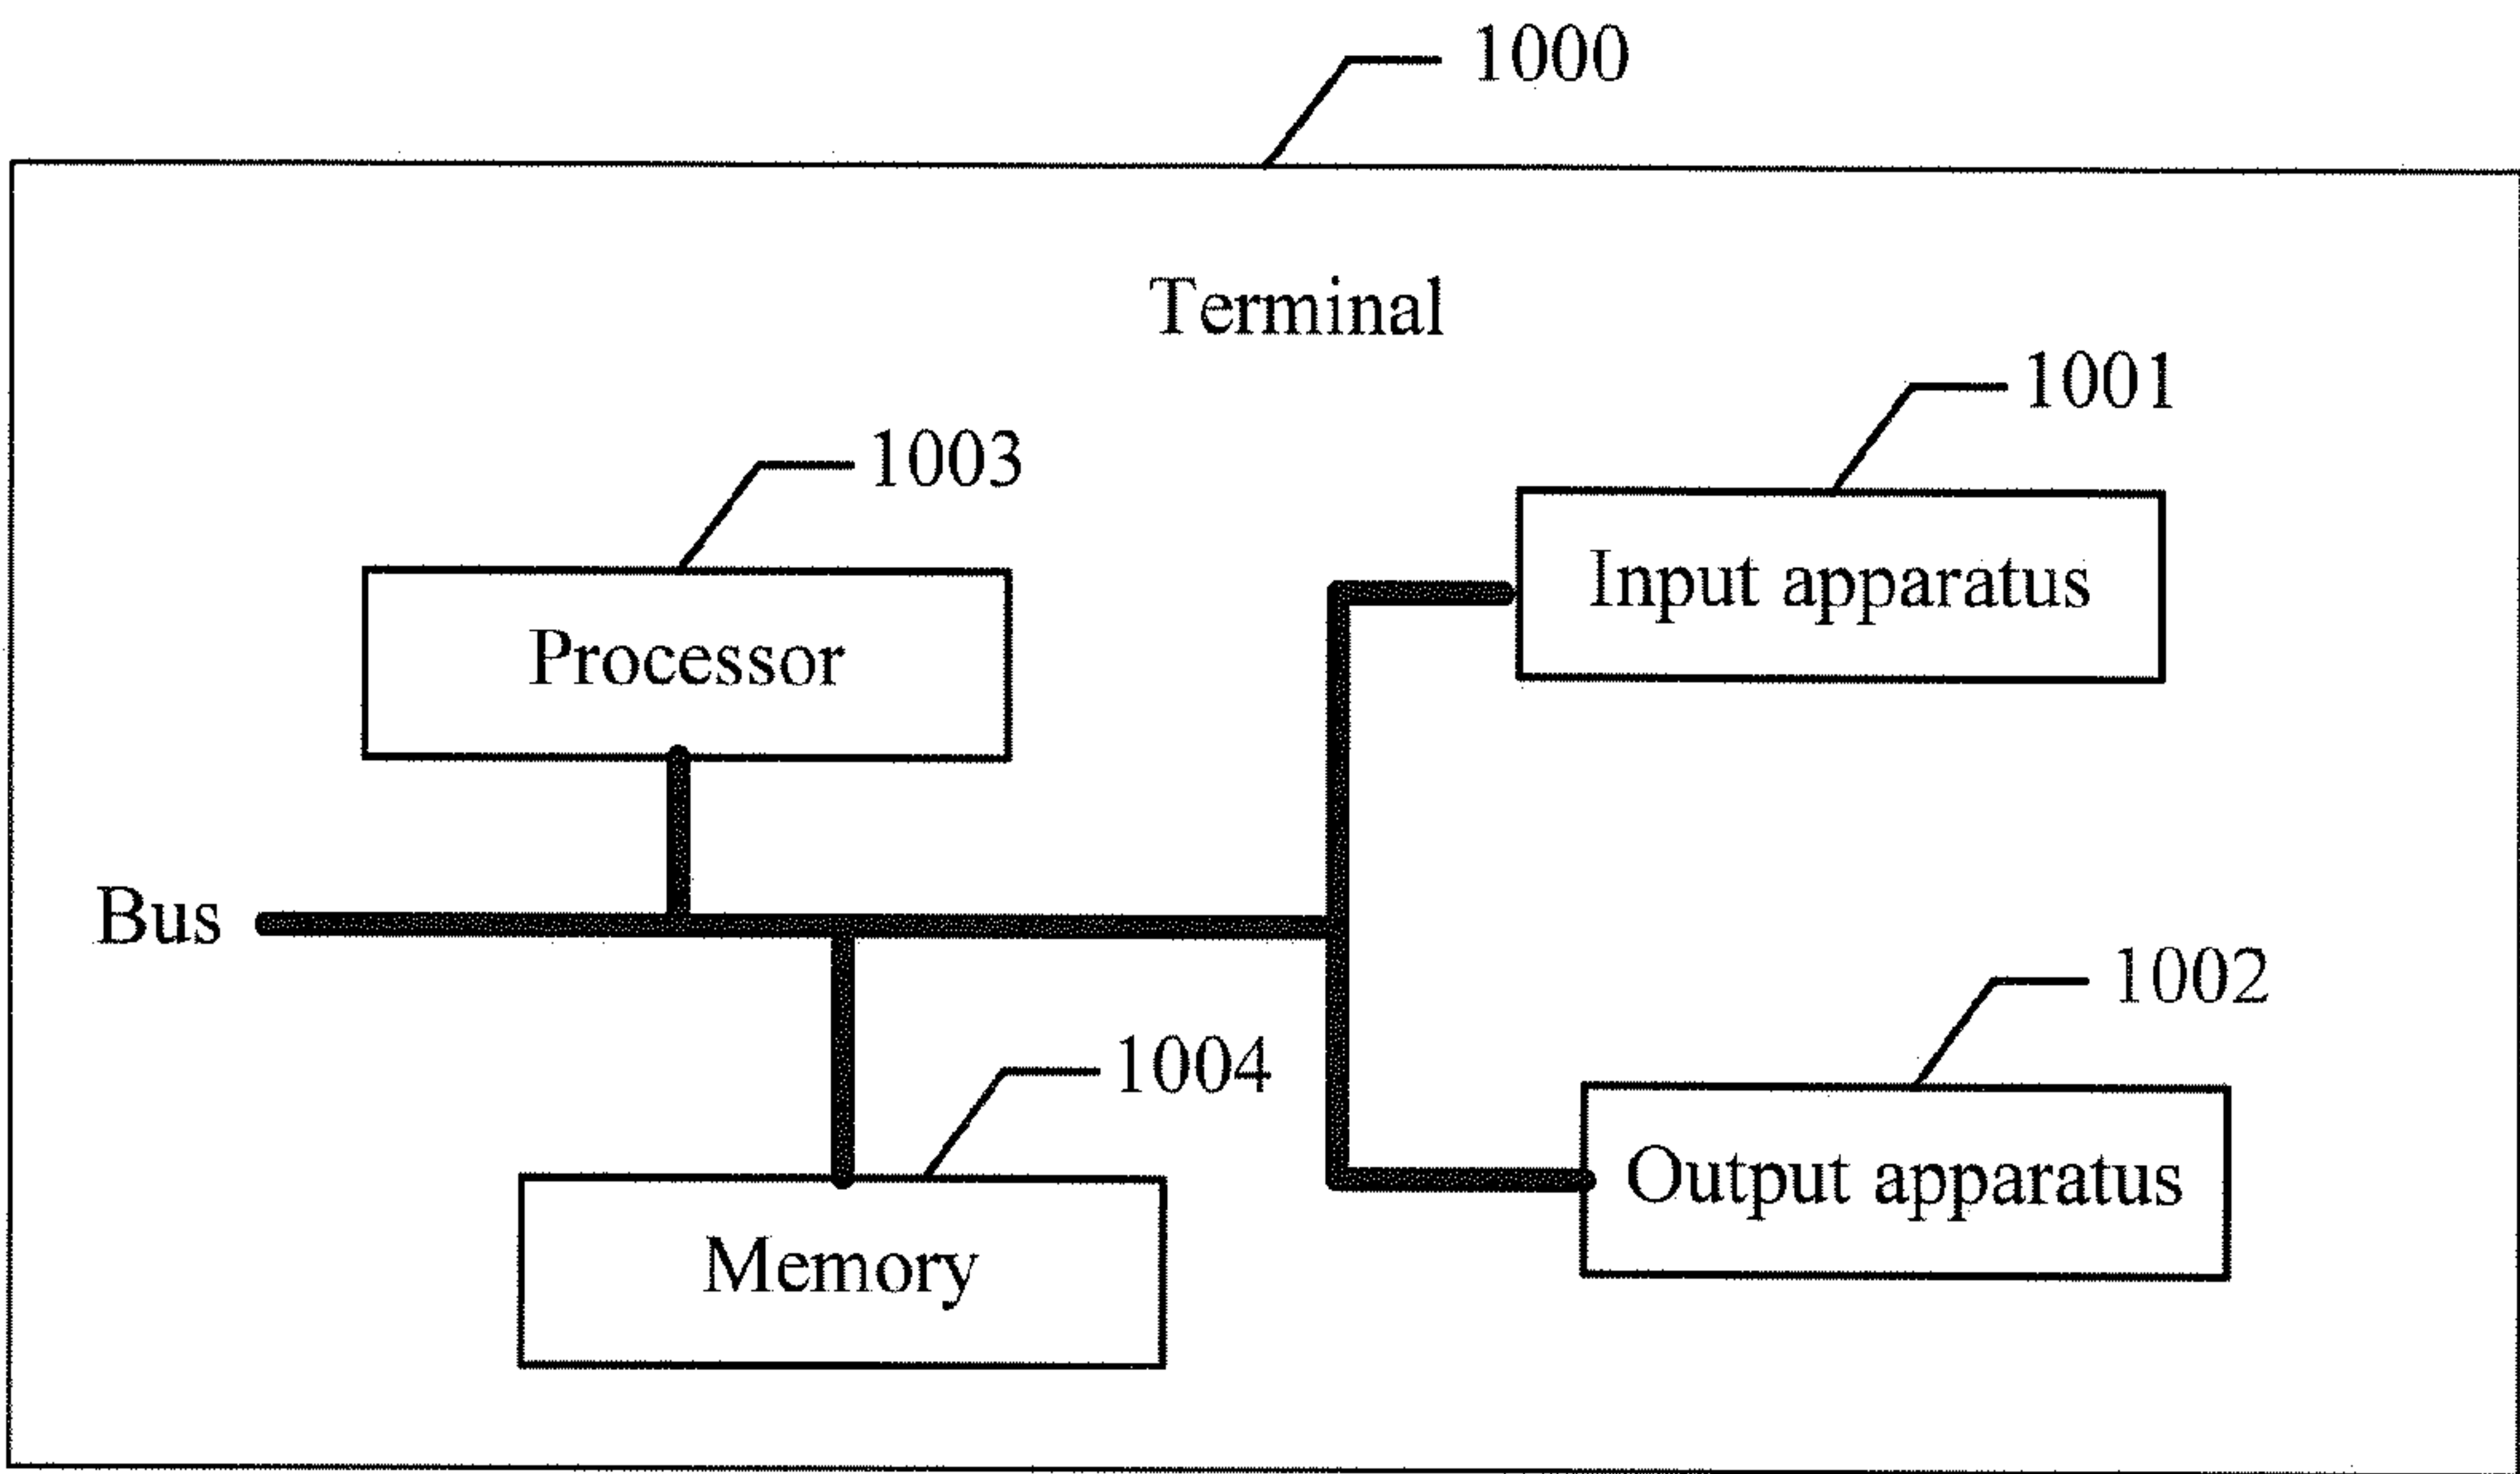 1000
Terminal
1001
1003
Input apparatus
Processor
Bus
1002
1004
Output apparatus
Memory